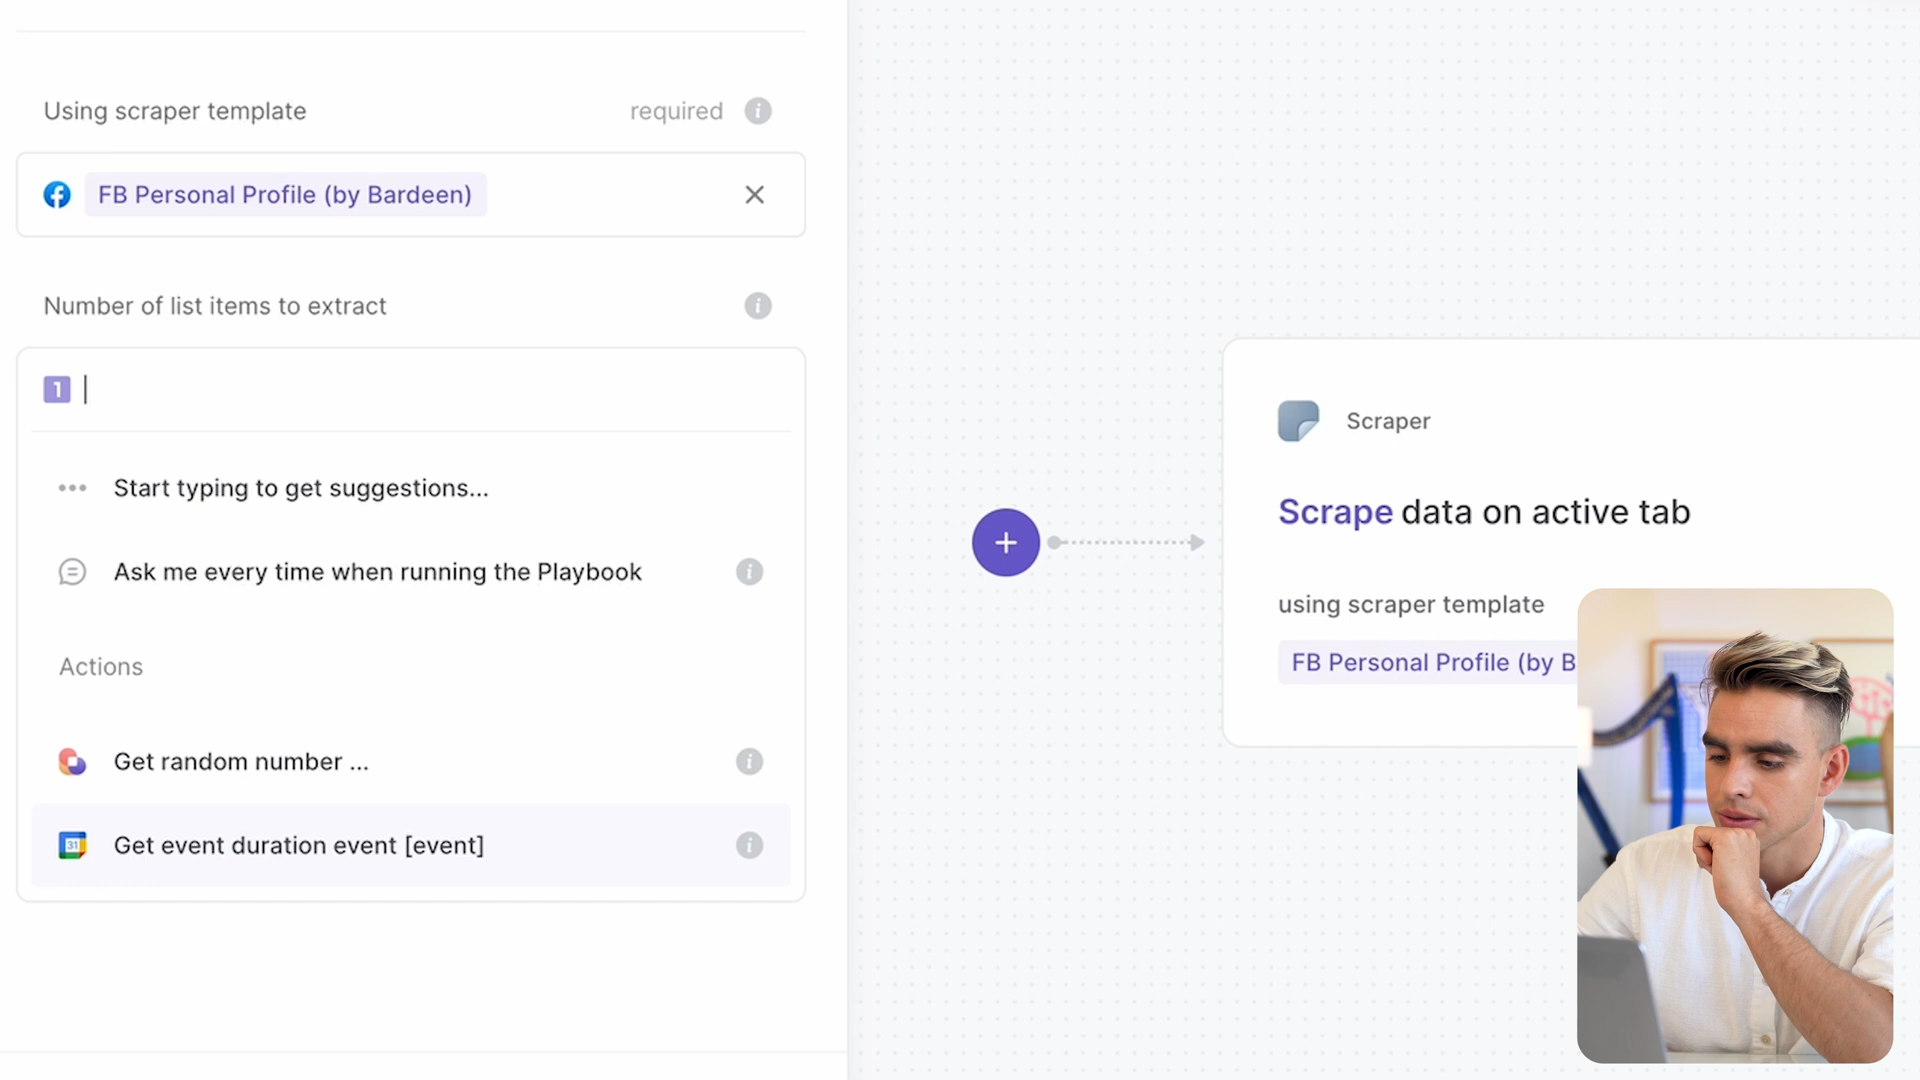 Using scraper template required
FB Personal Profile (by Bardeen)
Number of list items to extract
1
Start typing to get suggestions...
Ask me every time when running the Playbook
Actions
Get random number ...
31
Get event duration event [event]
Scraper
Scrape data on active tab
using scraper template
FB Personal Profile (by B